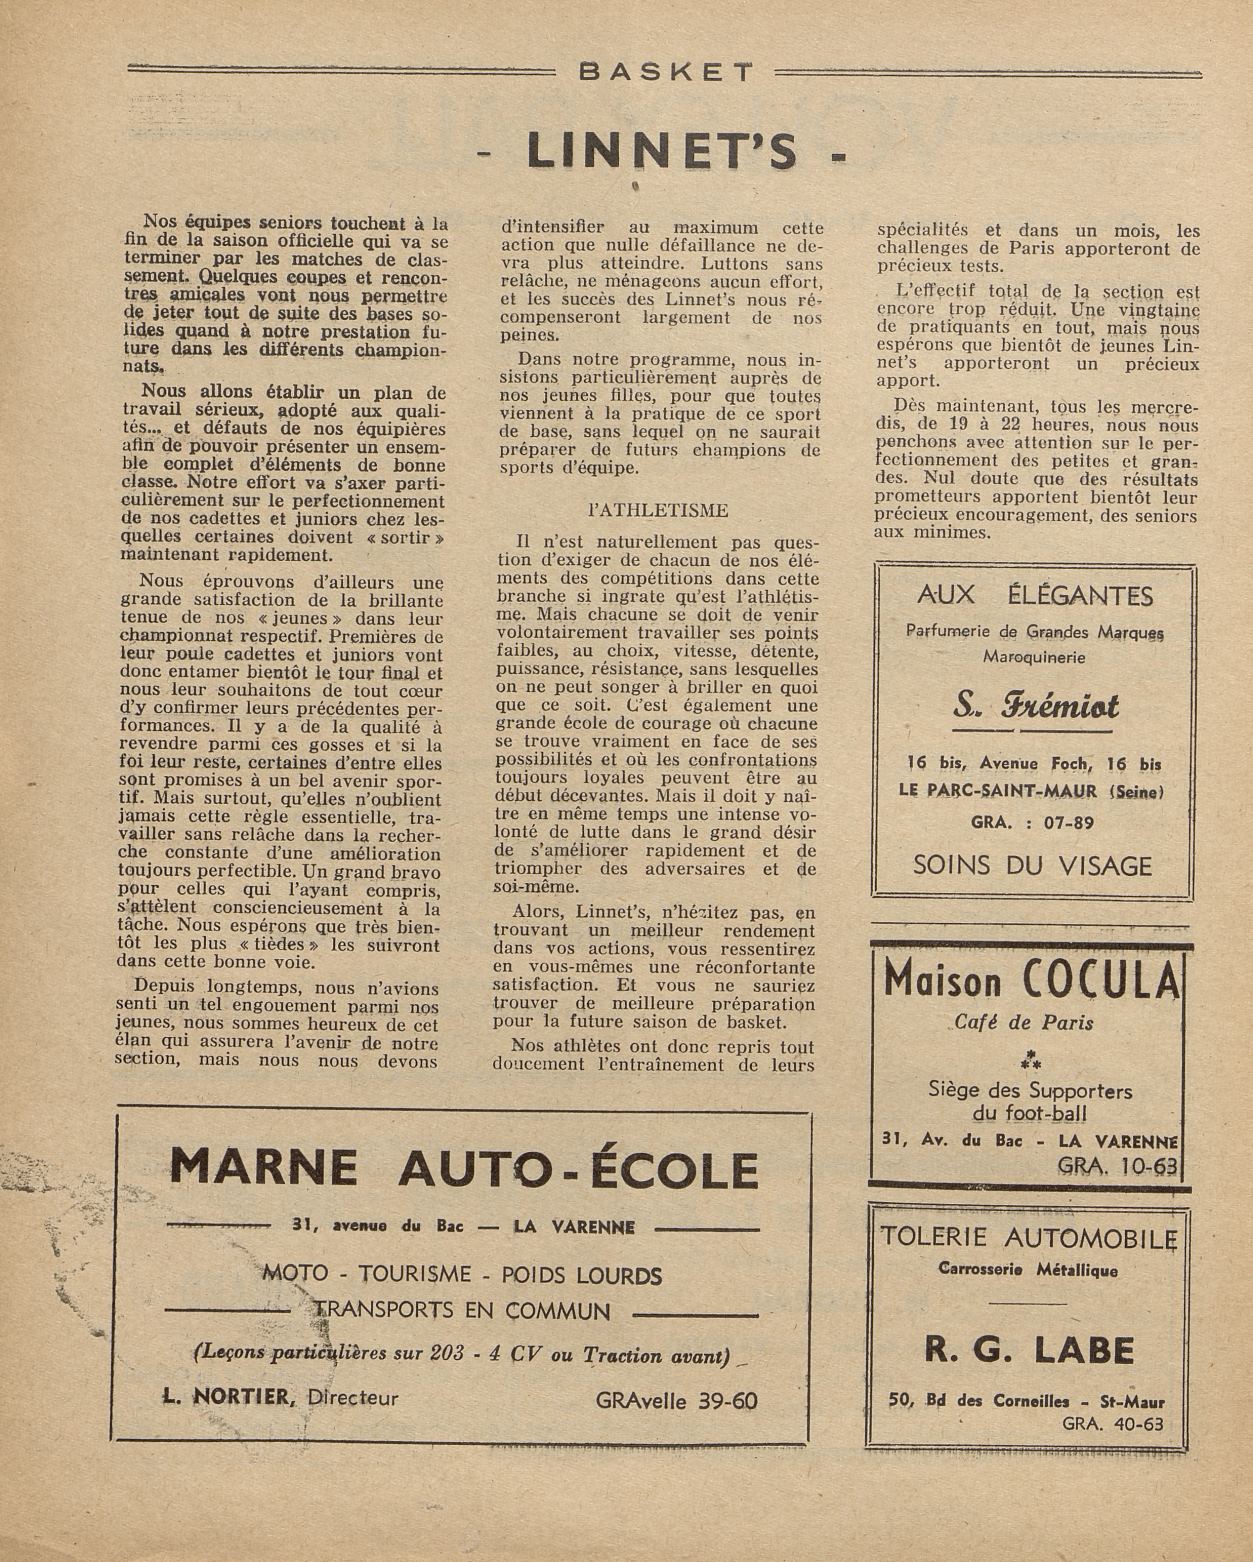 BASKET
- LINNET'S -
Nos équipes seniors touchent à la
fin de la saison officielle qui va se
terminer par les matches de clas-
sement. Quelques coupes et rencon-
tres amicales vont nous permettre
de jeter tout de suite des bases so-
lides quand à notre prestation fu-
ture dans les différents champion-
nats.
Nous allons établir un plan de
travail sérieux, adopté aux quali-
tés... et défauts de nos équipières
afin de pouvoir présenter un ensem-
ble complet d'éléments de bonne
classe. Notre effort va s'axer parti-
culièrement sur le perfectionnement
de nos cadettes et juniors chez les-
quelles certaines doivent « sortir »
maintenant rapidement.
Nous éprouvons d'ailleurs une
grande satisfaction de la brillante
tenue de nos « jeunes » dans leur
championnat respectif. Premières de
leur poule cadettes et juniors vont
donc entamer bientôt le tour final et
nous leur souhaitons de tout cœur
d'y confirmer leurs précédentes per-
formances. Il y a de la qualité à
revendre parmi ces gosses et si la
foi leur reste, certaines d'entre elles
sont promises à un bel avenir spor-
tif. Mais surtout, qu'elles n'oublient
jamais cette règle essentielle, tra-
vailler sans relâche dans la recher-
che constante d'une amélioration
toujours perfectible. Un grand bravo
pour celles qui l'ayant compris,
s'attèlent consciencieusement à la
tâche. Nous espérons que très bien-
tôt les plus « tièdes » les suivront
dans cette bonne voie.
Depuis longtemps, nous n'avions
senti un tel engouement parmi nos
jeunes, nous sommes heureux de cet
élan qui assurera l'avenir de notre
section, mais nous nous devons
d'intensifier au maximum cette
action que nulle défaillance ne de-
vra plus atteindre. Luttons sans
relâche, ne ménageons aucun effort,
et les succès des Linnet's nous ré-
compenseront largement de nos
peines.
Dans notre programme, nous in-
sistons particulièrement auprès de
nos jeunes filles, pour que toutes
viennent à la pratique de ce sport
de base, sans lequel on ne saurait
préparer de futurs champions de
sports d'équipe.
l'ATHLETISME
Il n'est naturellement pas ques-
tion d'exiger de chacun de nos élé-
ments des compétitions dans cette
branche si ingrate qu'est l'athlétis-
me. Mais chacune se doit de venir
volontairement travailler ses points
faibles, au choix, vitesse, détente,
puissance, résistance, sans lesquelles
on ne peut songer à briller en quoi
que ce soit. C'est également une
grande école de courage où chacune
se trouve vraiment en face de ses
possibilités et où les confrontations
toujours loyales peuvent être au
début décevantes. Mais il doit y naî-
tre en même temps une intense vo-
lonté de lutte dans le grand désir
de s'améliorer rapidement et de
triompher des adversaires et de
soi-même.
Alors, Linnet's, n'hésitez pas, en
trouvant un meilleur rendement
dans vos actions, vous ressentirez
en vous-mêmes une réconfortante
satisfaction. Et vous ne sauriez
trouver de meilleure préparation
pour la future saison de basket.
Nos athlètes ont donc repris tout
doucement l'entraînement de leurs
spécialités et dans un mois, les
challenges de Paris apporteront de
précieux tests.
L'effectif total de la section est
encore trop réduit. Une vingtaine
de pratiquants en tout, mais nous
espérons que bientôt de jeunes Lin-
net's apporteront un précieux
apport.
Dès maintenant, tous les mercre-
dis, de 19 à 22 heures, nous nous
penchons avec attention sur le per-
fectionnement des petites et gran-
des. Nul doute que des résultats
prometteurs apportent bientôt leur
précieux encouragement, des seniors
aux minimes.
AUX ÉLÉGANTES
Parfumerie de Grandes Marques
Maroquinerie
S. Frémiot
16 bis, Avenue Foch, 16 bis
LE PARC-SAINT-MAUR (Seine)
GRA. : 07-89
SOINS DU VISAGE
Maison COCULA
Café de Paris
Siège des Supporters
du foot-ball
31, Av. du Bac - LA VARENNE
GRA. 10-63
MARNE AUTO-ÉCOLE
31, avenue du Bac — LA VARENNE
MOTO - TOURISME - POIDS LOURDS
TRANSPORTS EN COMMUN
(Leçons particulières sur 203 - 4 CV ou Traction avant)
L. NORTIER, Directeur GRAvelle 39-60
TOLERIE AUTOMOBILE
Carrosserie Métallique
R. G. LABE
50, Bd des Corneilles - St-Maur
GRA. 40-63